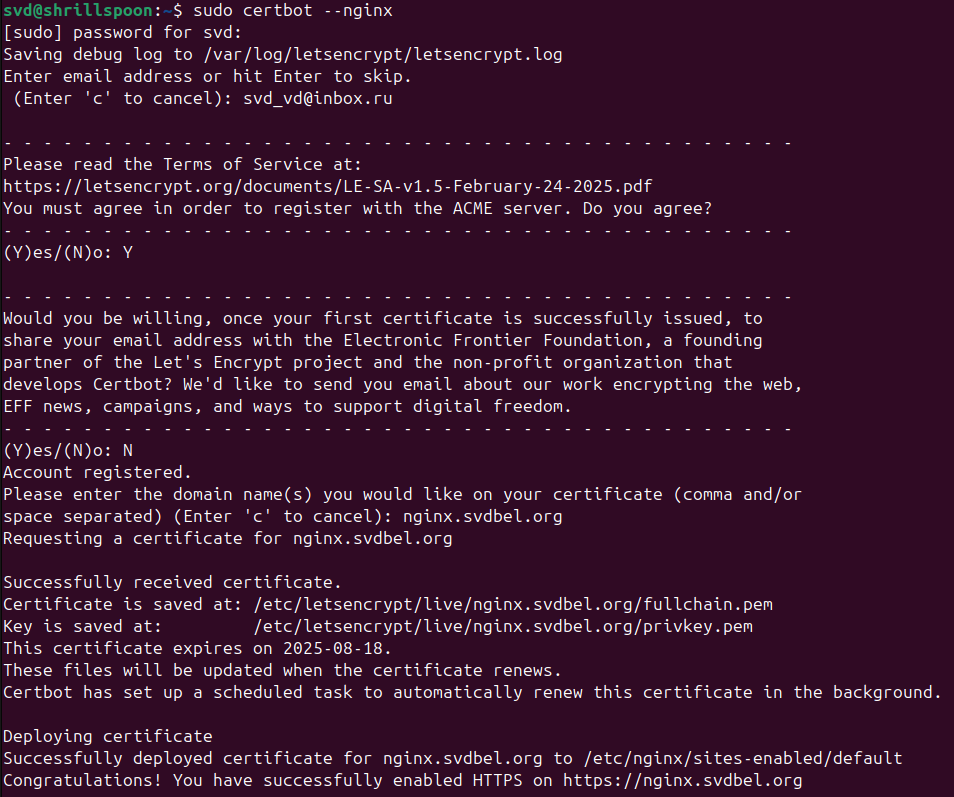 svd@shrillspoon:~$ sudo certbot --nginx
[sudo] password for svd:
Saving debug log to /var/log/letsencrypt/letsencrypt.log
Enter email address or hit Enter to skip.
 (Enter 'c' to cancel): svd_vd@inbox.ru

- - - - - - - - - - - - - - - - - - - - - - - - - - - - - - - - - - - - - - - -
Please read the Terms of Service at:
https://letsencrypt.org/documents/LE-SA-v1.5-February-24-2025.pdf
You must agree in order to register with the ACME server. Do you agree?
- - - - - - - - - - - - - - - - - - - - - - - - - - - - - - - - - - - - - - - -
(Y)es/(N)o: Y

- - - - - - - - - - - - - - - - - - - - - - - - - - - - - - - - - - - - - - - -
Would you be willing, once your first certificate is successfully issued, to
share your email address with the Electronic Frontier Foundation, a founding
partner of the Let's Encrypt project and the non-profit organization that
develops Certbot? We'd like to send you email about our work encrypting the web,
EFF news, campaigns, and ways to support digital freedom.
- - - - - - - - - - - - - - - - - - - - - - - - - - - - - - - - - - - - - - - -
(Y)es/(N)o: N
Account registered.
Please enter the domain name(s) you would like on your certificate (comma and/or
space separated) (Enter 'c' to cancel): nginx.svdbel.org
Requesting a certificate for nginx.svdbel.org

Successfully received certificate.
Certificate is saved at: /etc/letsencrypt/live/nginx.svdbel.org/fullchain.pem
Key is saved at:         /etc/letsencrypt/live/nginx.svdbel.org/privkey.pem
This certificate expires on 2025-08-18.
These files will be updated when the certificate renews.
Certbot has set up a scheduled task to automatically renew this certificate in the background.

Deploying certificate
Successfully deployed certificate for nginx.svdbel.org to /etc/nginx/sites-enabled/default
Congratulations! You have successfully enabled HTTPS on https://nginx.svdbel.org